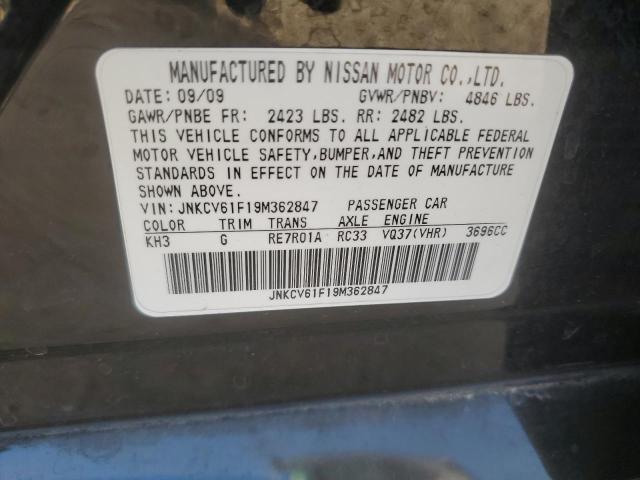 MANUFACTURED BY NISSAN MOTOR CO.,LTD.
DATE: 09/09 GVWR/PNBV: 4846 LBS.
GAWR/PNBE FR: 2423 LBS. RR: 2482 LBS.
THIS VEHICLE CONFORMS TO ALL APPLICABLE FEDERAL
MOTOR VEHICLE SAFETY,BUMPER,AND THEFT PREVENTION
STANDARDS IN EFFECT ON THE DATE OF MANUFACTURE
SHOWN ABOVE.
VIN: JNKCV61F19M362847 PASSENGER CAR
COLOR TRIM TRANS AXLE ENGINE
KH3 G RE7R01A RC33 VQ37(VHR) 3696CC
JNKCV61F19M362847